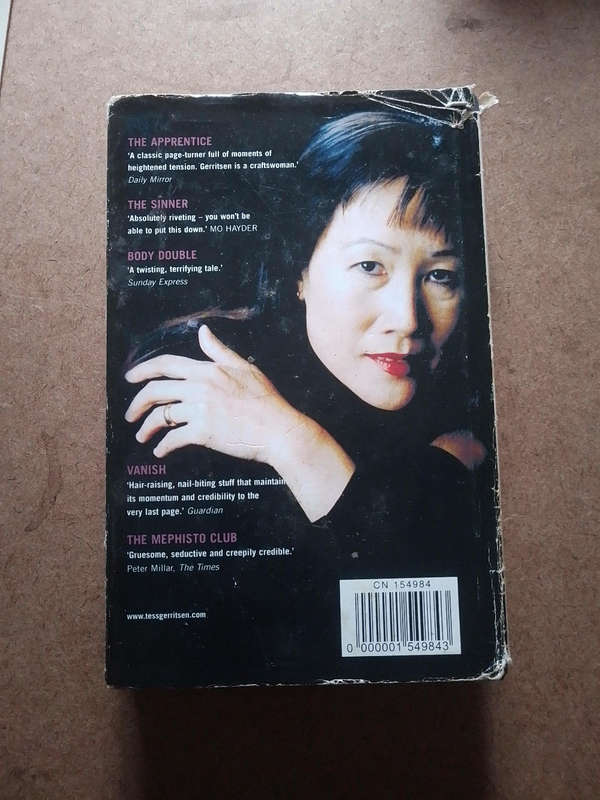 THE APPRENTICE
'A classic page-turner full of moments of
heightened tension. Gerritsen is a craftswoman.'
Daily Mirror
THE SINNER
'Absolutely riveting – you won't be
able to put this down.' MO HAYDER
BODY DOUBLE
'A twisting, terrifying tale.'
Sunday Express
VANISH
'Hair-raising, nail-biting stuff that maintain
its momentum and credibility to the
very last page.' Guardian
THE MEPHISTO CLUB
'Gruesome, seductive and creepily credible.'
Peter Millar, The Times
www.tessgerritsen.com
CN 154984
0 000001 549843